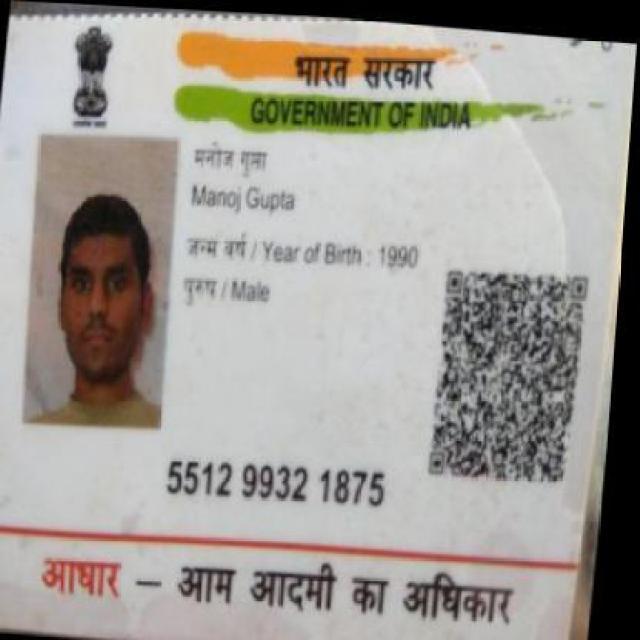 भारत सरकार
GOVERNMENT OF INDIA
मनोज गुप्ता
Manoj Gupta
जन्म वर्ष / Year of Birth : 1990
पुरुष / Male
5512 9932 1875
आधार – आम आदमी का अधिकार